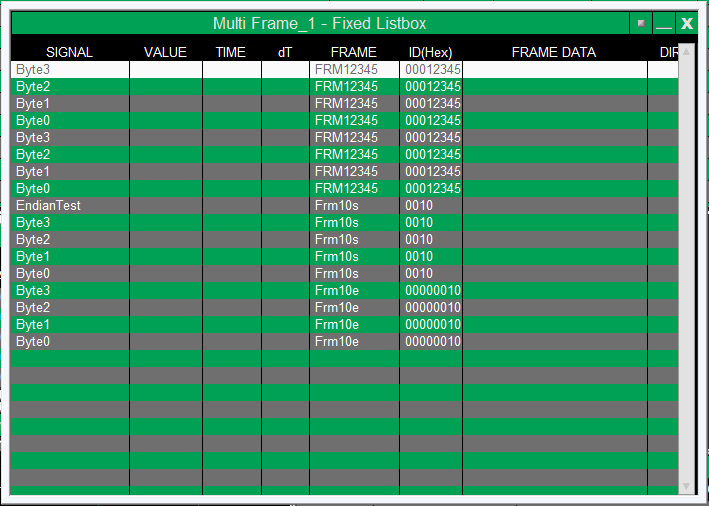 Multi Frame_1 - Fixed Listbox
SIGNAL VALUE TIME dT FRAME ID(Hex) FRAME DATA DIR
Byte3 FRM12345 00012345
Byte2 FRM12345 00012345
Byte1 FRM12345 00012345
Byte0 FRM12345 00012345
Byte3 FRM12345 00012345
Byte2 FRM12345 00012345
Byte1 FRM12345 00012345
Byte0 FRM12345 00012345
EndianTest Frm10s 0010
Byte3 Frm10s 0010
Byte2 Frm10s 0010
Byte1 Frm10s 0010
Byte0 Frm10s 0010
Byte3 Frm10e 00000010
Byte2 Frm10e 00000010
Byte1 Frm10e 00000010
Byte0 Frm10e 00000010